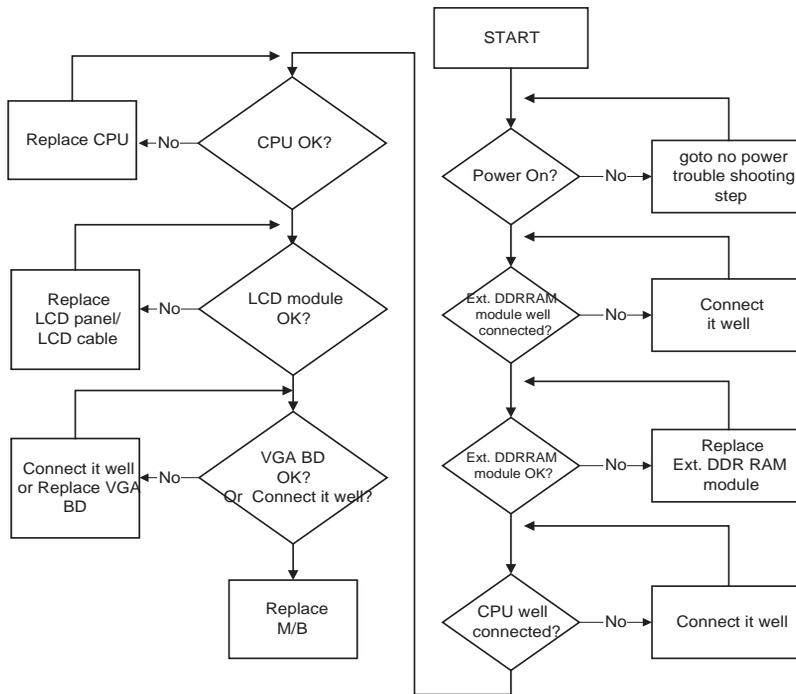 START
Power On?
No
goto no power
trouble shooting
step
Ext. DDRRAM
module well
connected?
No
Connect
it well
Ext. DDRRAM
module OK?
No
Replace
Ext. DDR RAM
module
CPU well
connected?
No
Connect it well
CPU OK?
No
Replace CPU
LCD module
OK?
No
Replace
LCD panel/
LCD cable
VGA BD
OK?
Or Connect it well?
No
Connect it well
or Replace VGA
BD
Replace
M/B